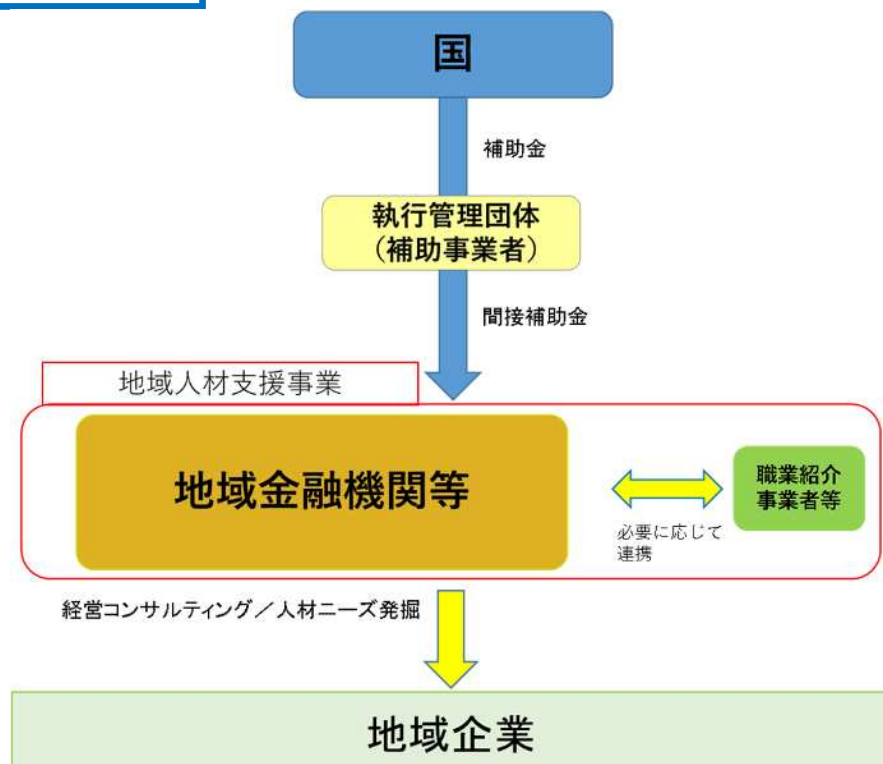 国
補助金
執行管理団体
（補助事業者）
間接補助金
地域人材支援事業
地域金融機関等
職業紹介
事業者等
必要に応じて
連携
経営コンサルティング／人材ニーズ発掘
地域企業